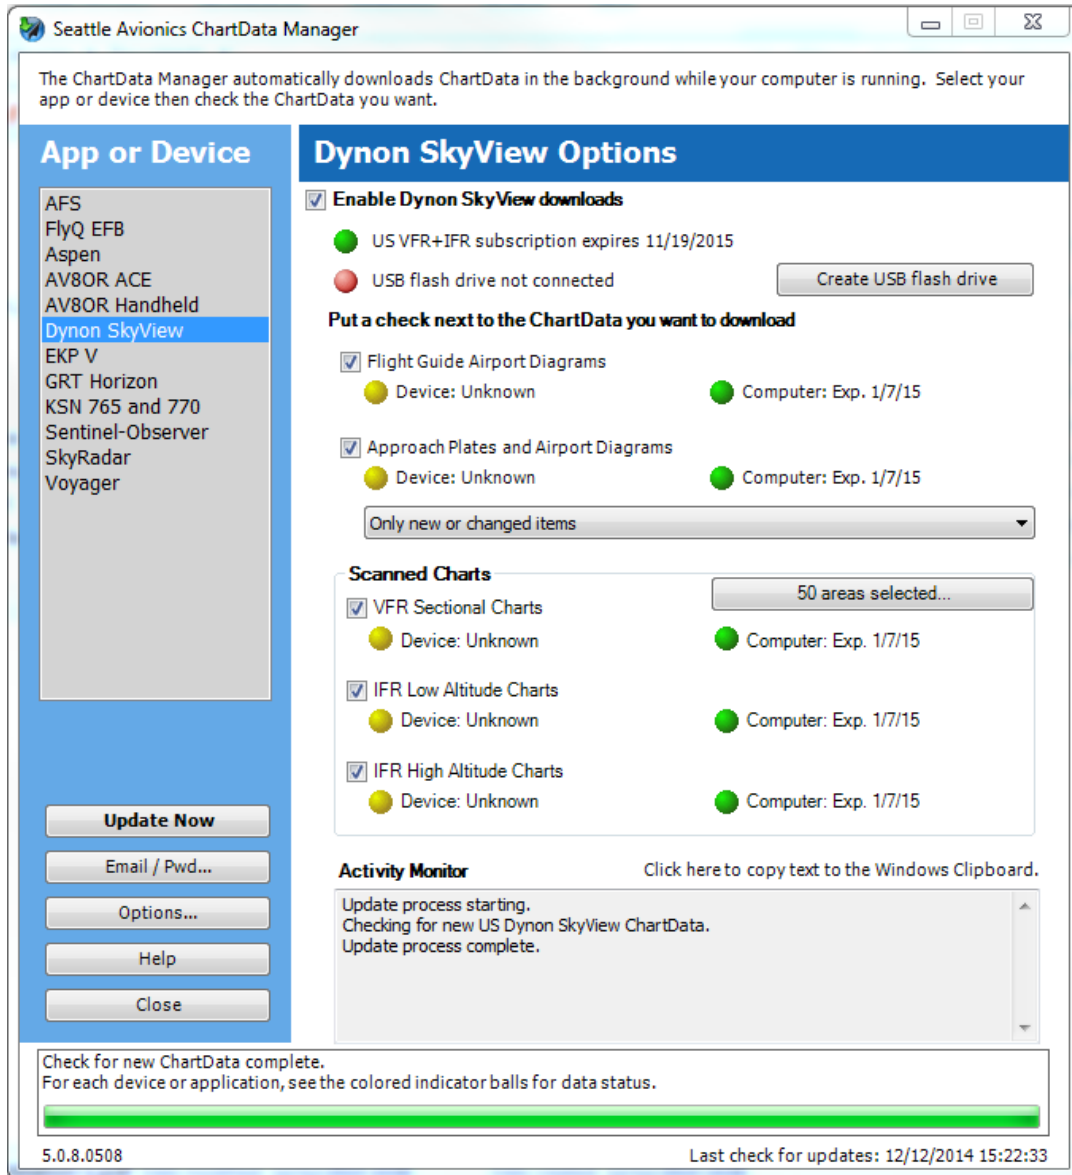 Seattle Avionics ChartData Manager
The ChartData Manager automatically downloads ChartData in the background while your computer is running. Select your
app or device then check the ChartData you want.
App or Device
AFS
FlyQ EFB
Aspen
AV8OR ACE
AV8OR Handheld
Dynon SkyView
EKP V
GRT Horizon
KSN 765 and 770
Sentinel-Observer
SkyRadar
Voyager
Update Now
Email / Pwd...
Options...
Help
Close
Dynon SkyView Options
Enable Dynon SkyView downloads
US VFR+IFR subscription expires 11/19/2015
USB flash drive not connected
Create USB flash drive
Put a check next to the ChartData you want to download
Flight Guide Airport Diagrams
Device: Unknown
Computer: Exp. 1/7/15
Approach Plates and Airport Diagrams
Device: Unknown
Computer: Exp. 1/7/15
Only new or changed items
Scanned Charts
50 areas selected...
VFR Sectional Charts
Device: Unknown
Computer: Exp. 1/7/15
IFR Low Altitude Charts
Device: Unknown
Computer: Exp. 1/7/15
IFR High Altitude Charts
Device: Unknown
Computer: Exp. 1/7/15
Activity Monitor
Click here to copy text to the Windows Clipboard.
Update process starting.
Checking for new US Dynon SkyView ChartData.
Update process complete.
Check for new ChartData complete.
For each device or application, see the colored indicator balls for data status.
5.0.8.0508
Last check for updates: 12/12/2014 15:22:33